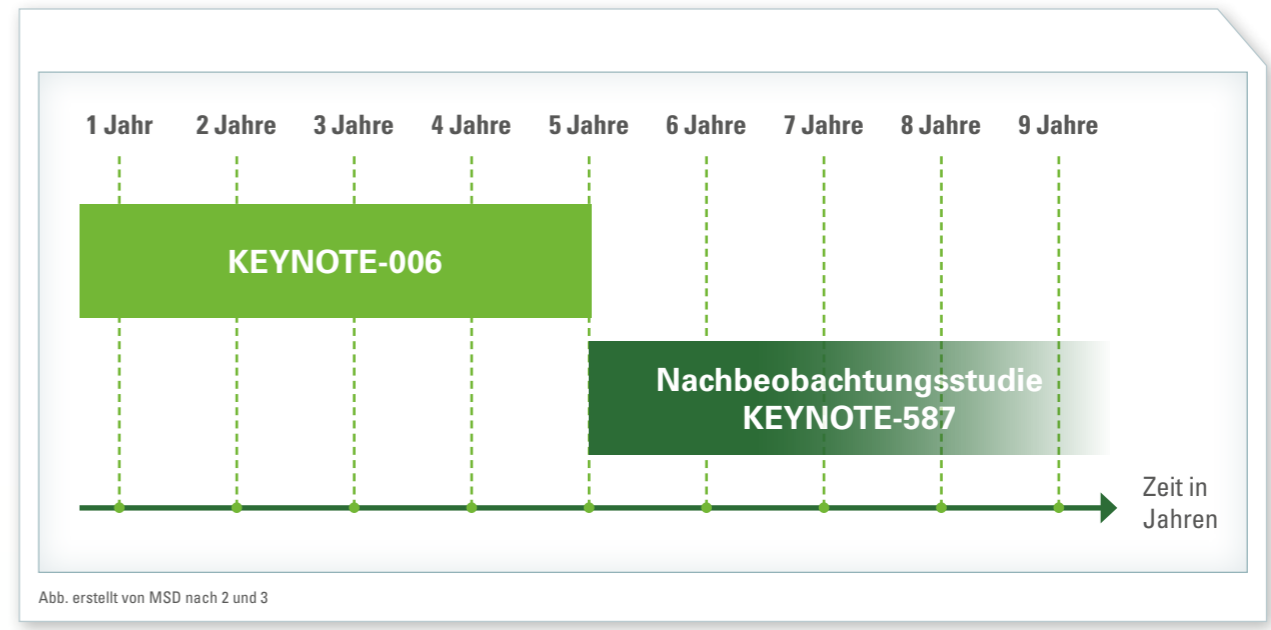 1 Jahr 2 Jahre 3 Jahre 4 Jahre 5 Jahre 6 Jahre 7 Jahre 8 Jahre 9 Jahre
KEYNOTE-006
Nachbeobachtungsstudie
KEYNOTE-587
Zeit in
Jahren
Abb. erstellt von MSD nach 2 und 3